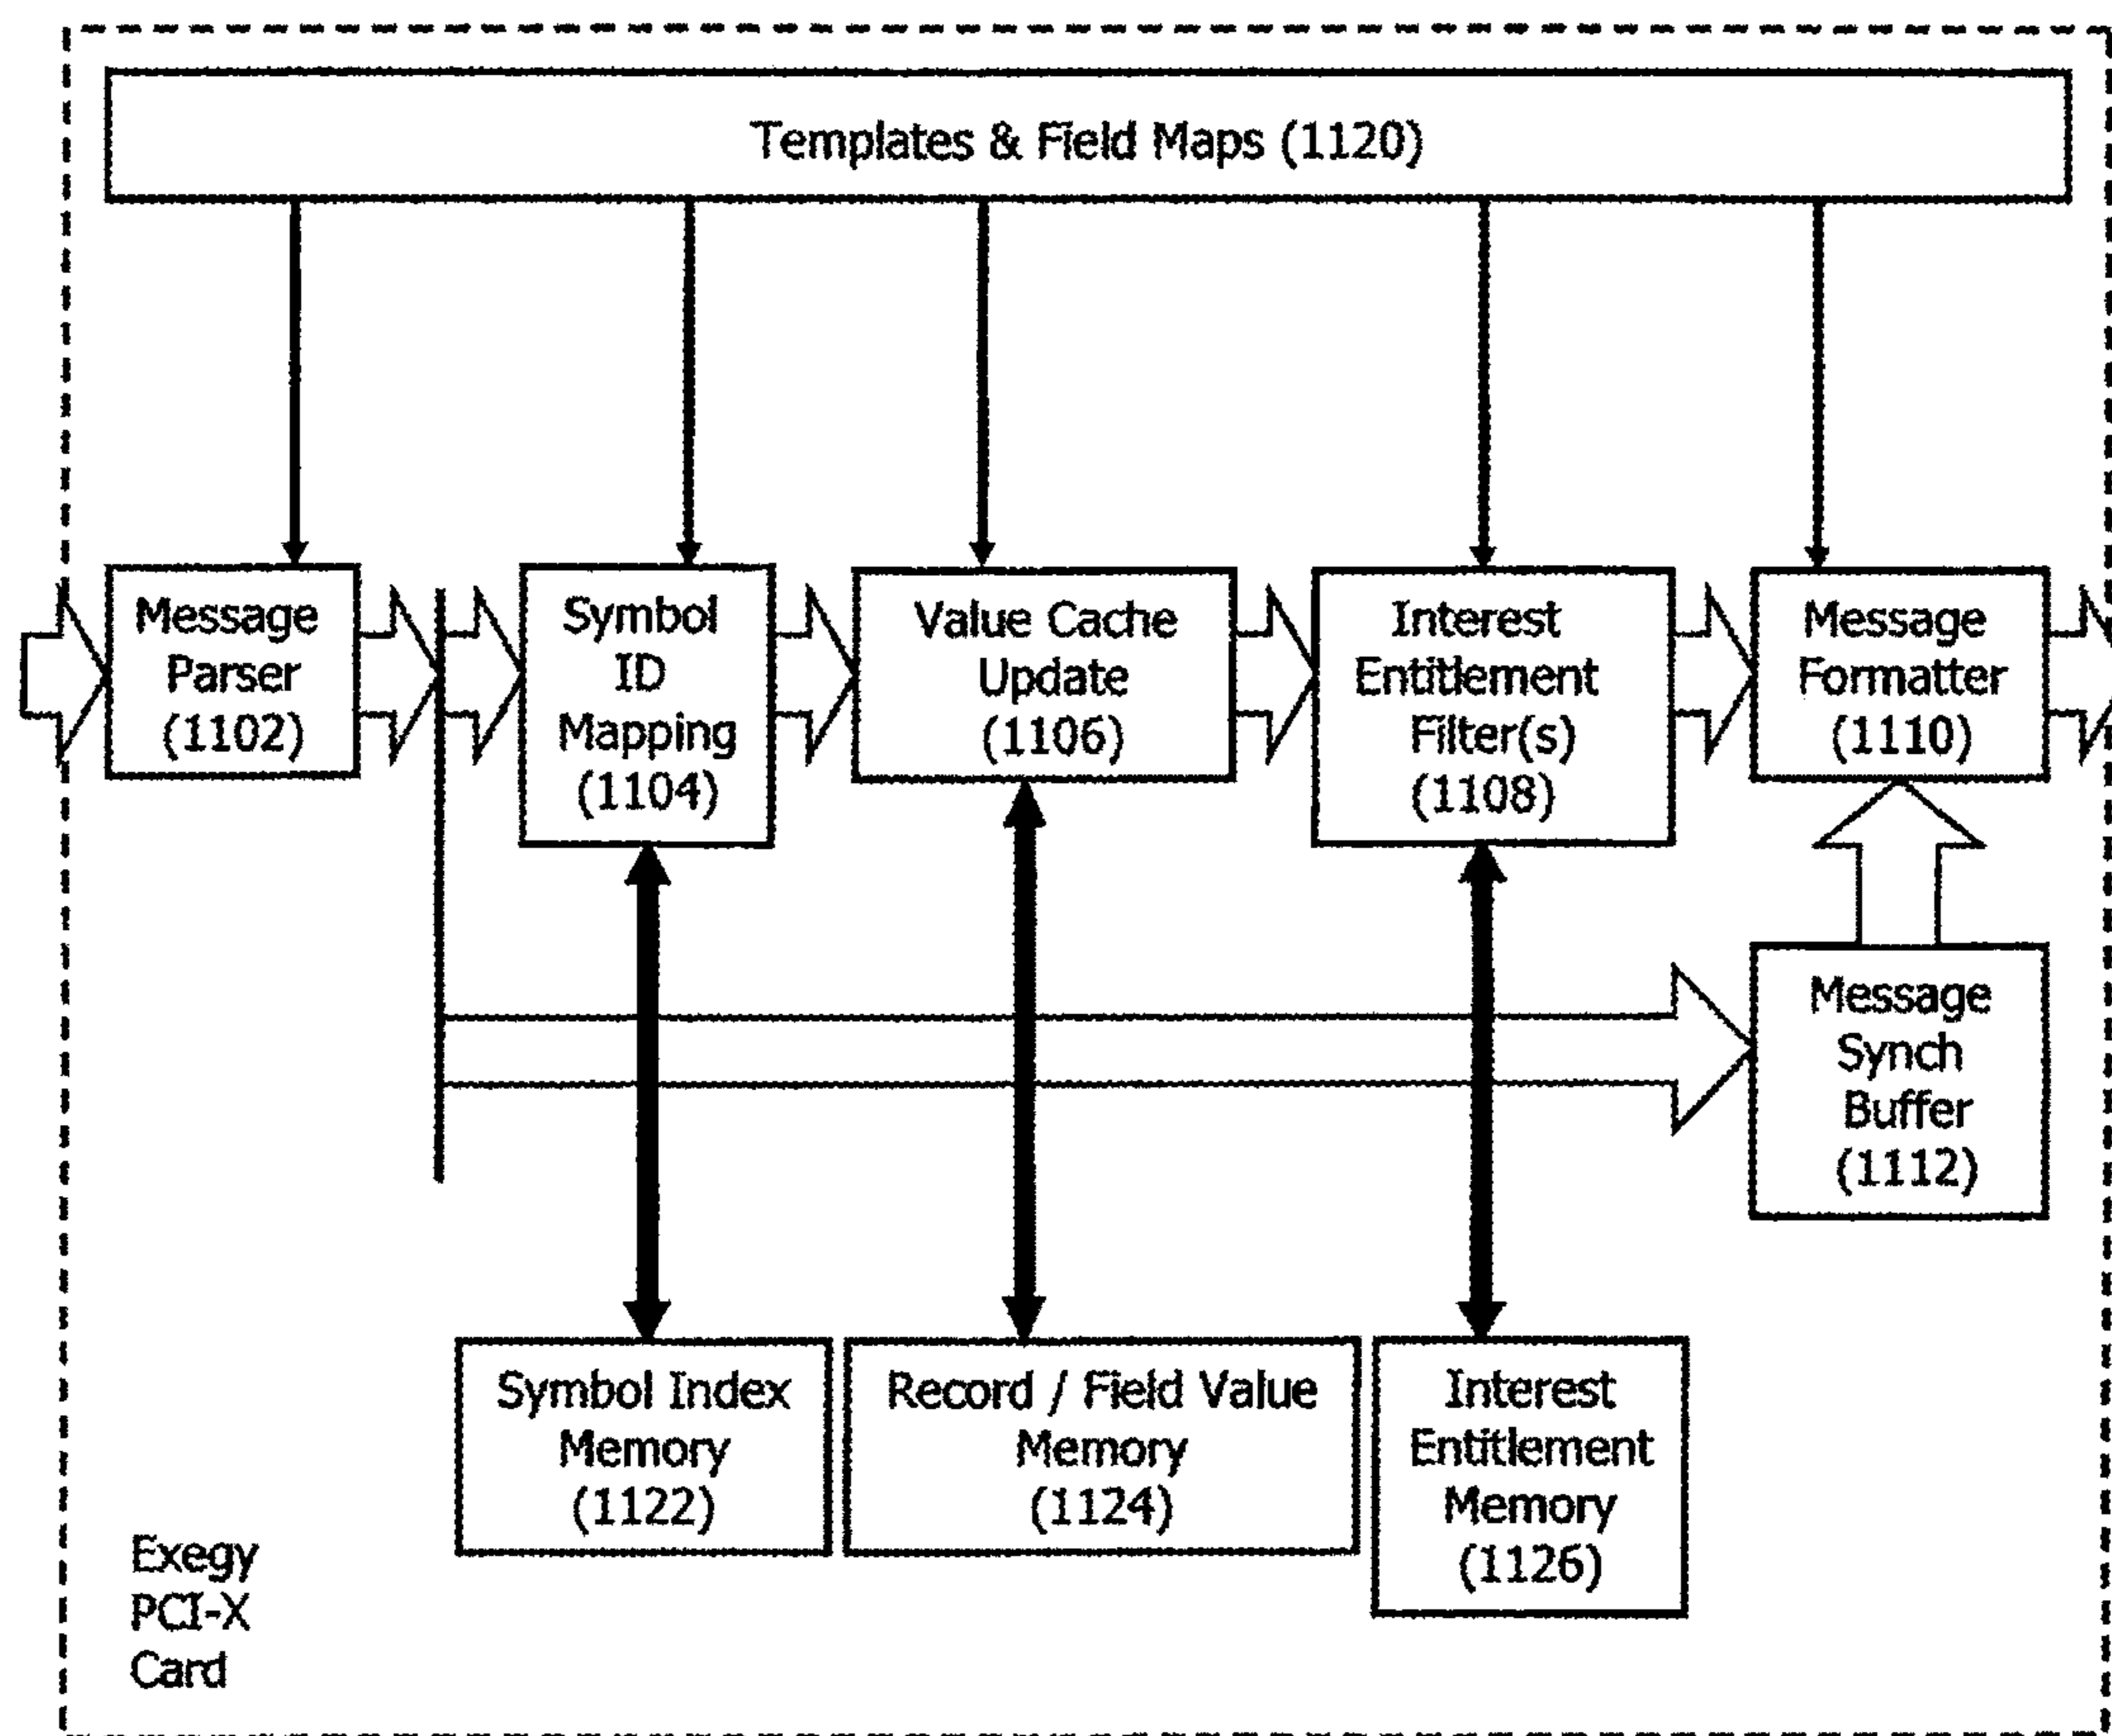 Templates & Field Maps (1120)
Message
Parser
(1102)
Symbol
ID
Mapping
(1104)
Value Cache
Update
(1106)
Interest
Entitlement
Filter(s)
(1108)
Message
Formatter
(1110)
Message
Synch
Buffer
(1112)
Symbol Index
Memory
(1122)
Record / Field Value
Memory
(1124)
Interest
Entitlement
Memory
(1126)
Exegy
PCI-X
Card